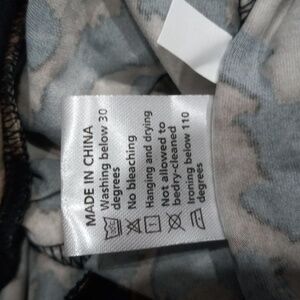 MADE IN CHINA
Washing below 30
degrees
No bleaching
Hanging and drying
Not allowed to
bedry-cleaned
Ironing below 110
degrees